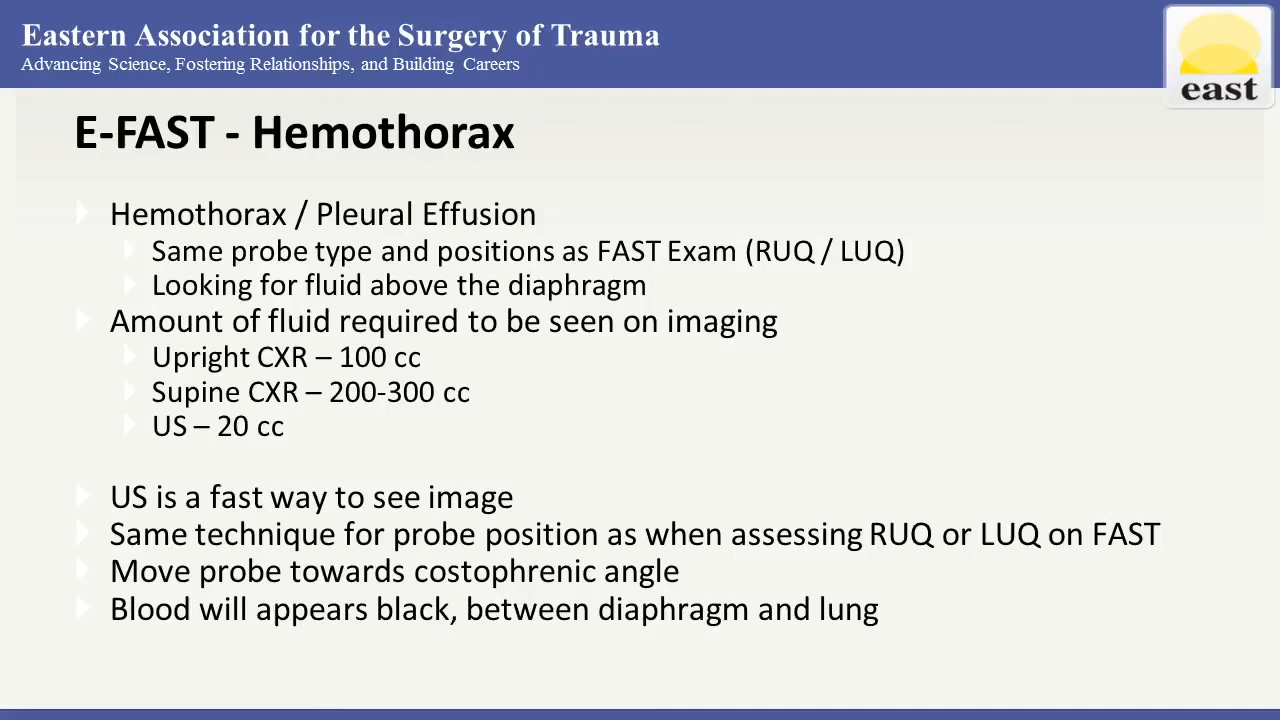 Eastern Association for the Surgery of Trauma
Advancing Science, Fostering Relationships, and Building Careers
east
E-FAST - Hemothorax
Hemothorax / Pleural Effusion
Same probe type and positions as FAST Exam (RUQ / LUQ)
Looking for fluid above the diaphragm
Amount of fluid required to be seen on imaging
Upright CXR – 100 cc
Supine CXR – 200-300 cc
US – 20 cc
US is a fast way to see image
Same technique for probe position as when assessing RUQ or LUQ on FAST
Move probe towards costophrenic angle
Blood will appears black, between diaphragm and lung